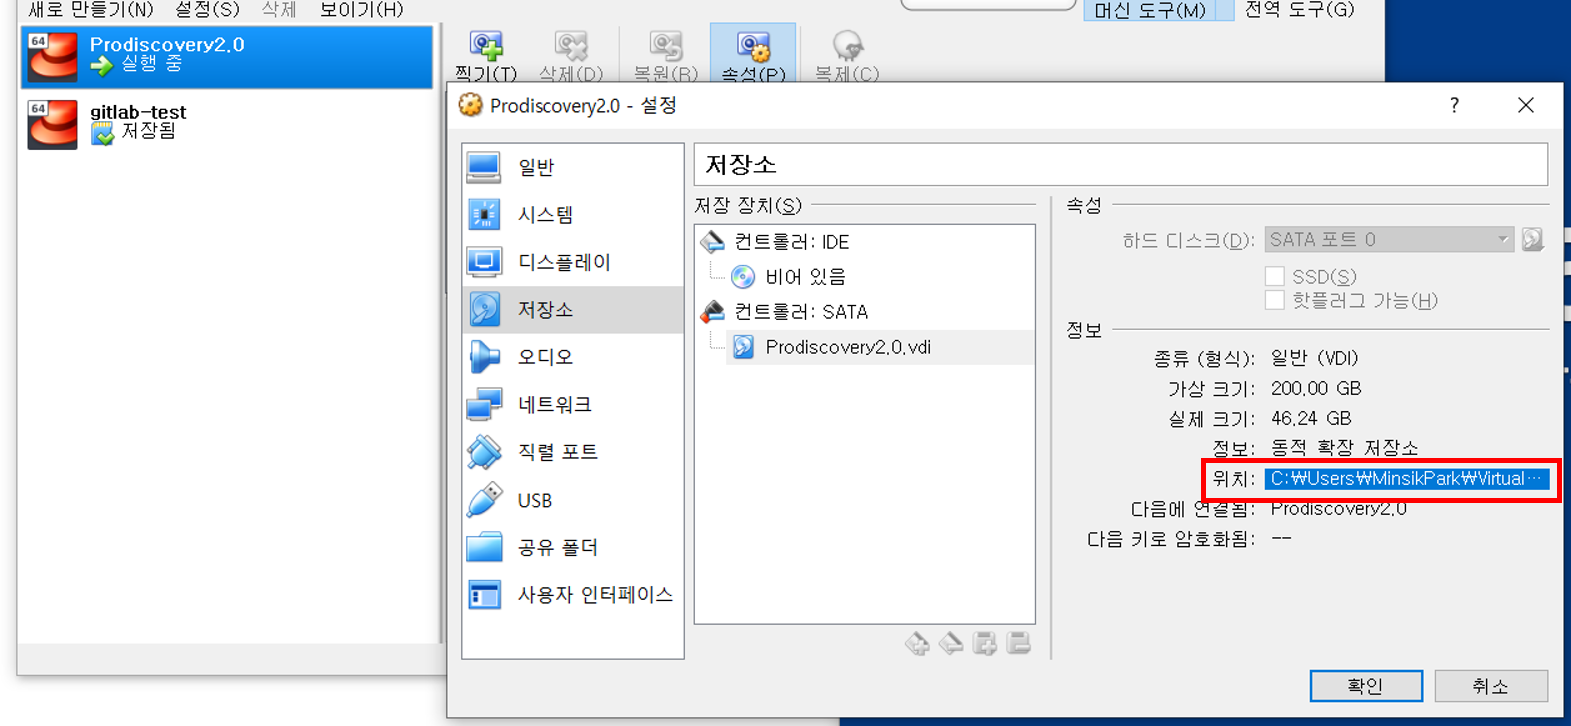 새로 만들기(N) 설정(S) 삭제 보이기(H)
머신 도구(M) 전역 도구(G)
64 Prodiscovery2.0
실행 중
64 gitlab-test
저장됨
찍기(T) 삭제(D) 복원(R) 속성(P) 복제(C)
Prodiscovery2.0 - 설정 ?
일반
시스템
디스플레이
저장소
오디오
네트워크
직렬 포트
USB
공유 폴더
사용자 인터페이스
저장소
저장 장치(S)
컨트롤러: IDE
비어 있음
컨트롤러: SATA
Prodiscovery2.0.vdi
속성
하드 디스크(D): SATA 포트 0
SSD(S)
핫플러그 가능(H)
정보
종류 (형식): 일반 (VDI)
가상 크기: 200.00 GB
실제 크기: 46.24 GB
정보: 동적 확장 저장소
위치: C:₩Users₩MinsikPark₩Virtual…
다음에 연결됨: Prodiscovery2.0
다음 키로 암호화됨: --
확인 취소